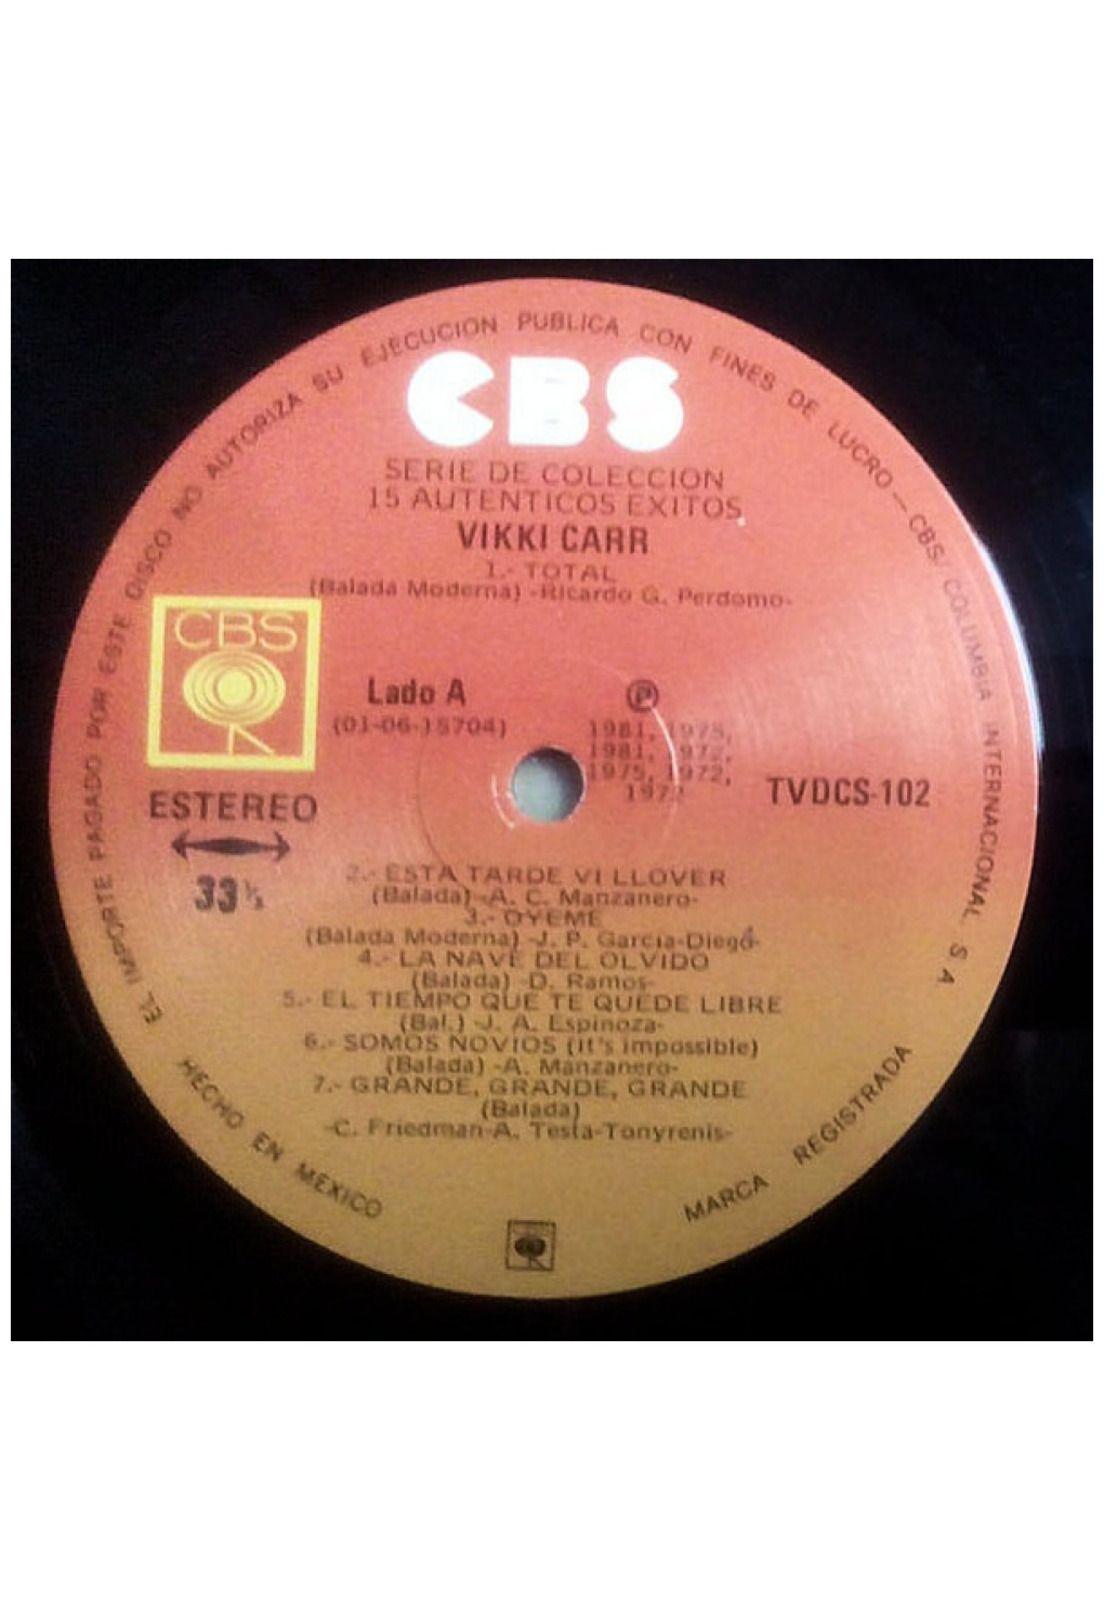 EL IMPORTE PAGADO POR ESTE DISCO NO AUTORIZA SU EJECUCION PUBLICA CON FINES DE LUCRO — CBS/COLUMBIA INTERNACIONAL S A
CBS
SERIE DE COLECCION
15 AUTENTICOS EXITOS
VIKKI CARR
1.- TOTAL
(Balada Moderna) -Ricardo G. Perdomo-
CBS
Lado A
(01-06-15704)
Ⓟ
1981, 1975,
1981, 1972,
1975, 1972,
1972
TVDCS-102
ESTEREO
33 ⅓
2.- ESTA TARDE VI LLOVER
(Balada) -A. C. Manzanero-
3.- OYEME
(Balada Moderna) -J. P. Garcia-Diego-
4.- LA NAVE DEL OLVIDO
(Balada) -D. Ramos-
5.- EL TIEMPO QUE TE QUEDE LIBRE
(Bal.) -J. A. Espinoza-
6.- SOMOS NOVIOS (It's impossible)
(Balada) -A. Manzanero-
7.- GRANDE, GRANDE, GRANDE
(Balada)
-C. Friedman-A. Testa-Tonyrenis-
HECHO EN MEXICO
MARCA REGISTRADA